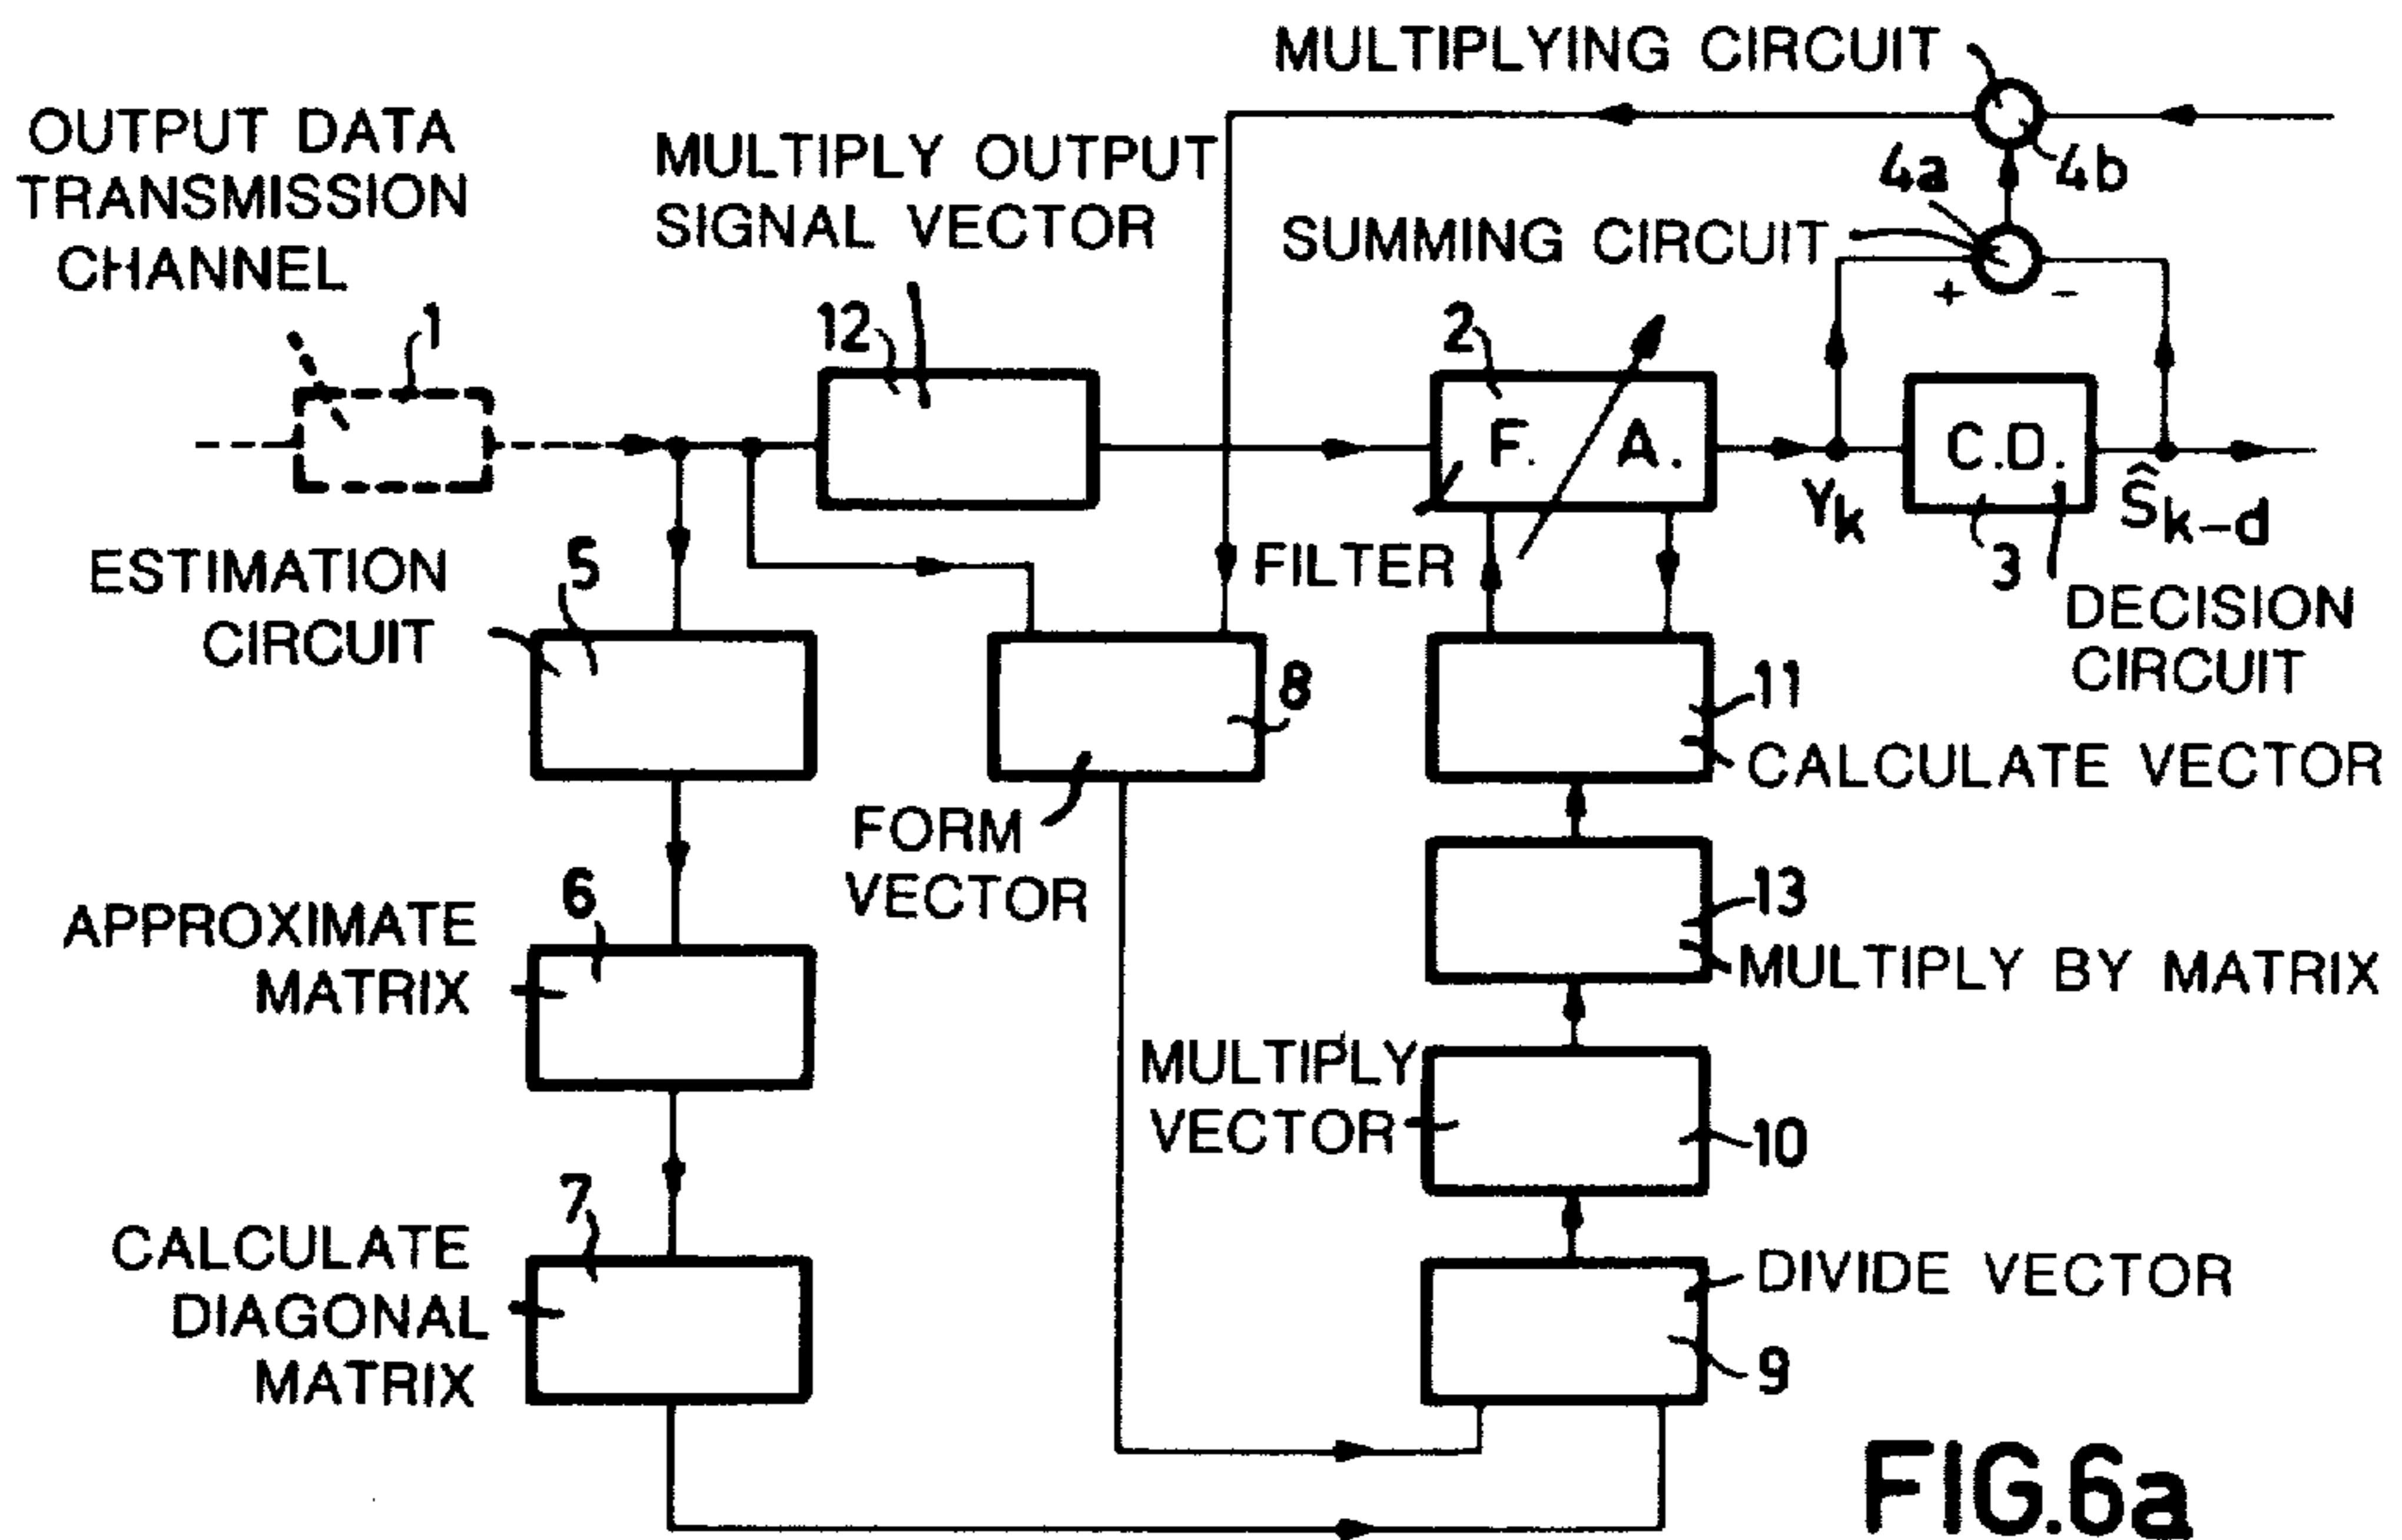 MULTIPLYING CIRCUIT
OUTPUT DATA
TRANSMISSION
CHANNEL
MULTIPLY OUTPUT
SIGNAL VECTOR
4a
4b
SUMMING CIRCUIT
+ −
1
12
2
F. A.
C.D.
Yk
Ŝk−d
3
DECISION
CIRCUIT
ESTIMATION
CIRCUIT
5
FILTER
8
11
CALCULATE VECTOR
FORM
VECTOR
6
APPROXIMATE
MATRIX
13
MULTIPLY BY MATRIX
MULTIPLY
VECTOR
10
7
CALCULATE
DIAGONAL
MATRIX
DIVIDE VECTOR
9
FIG.6a